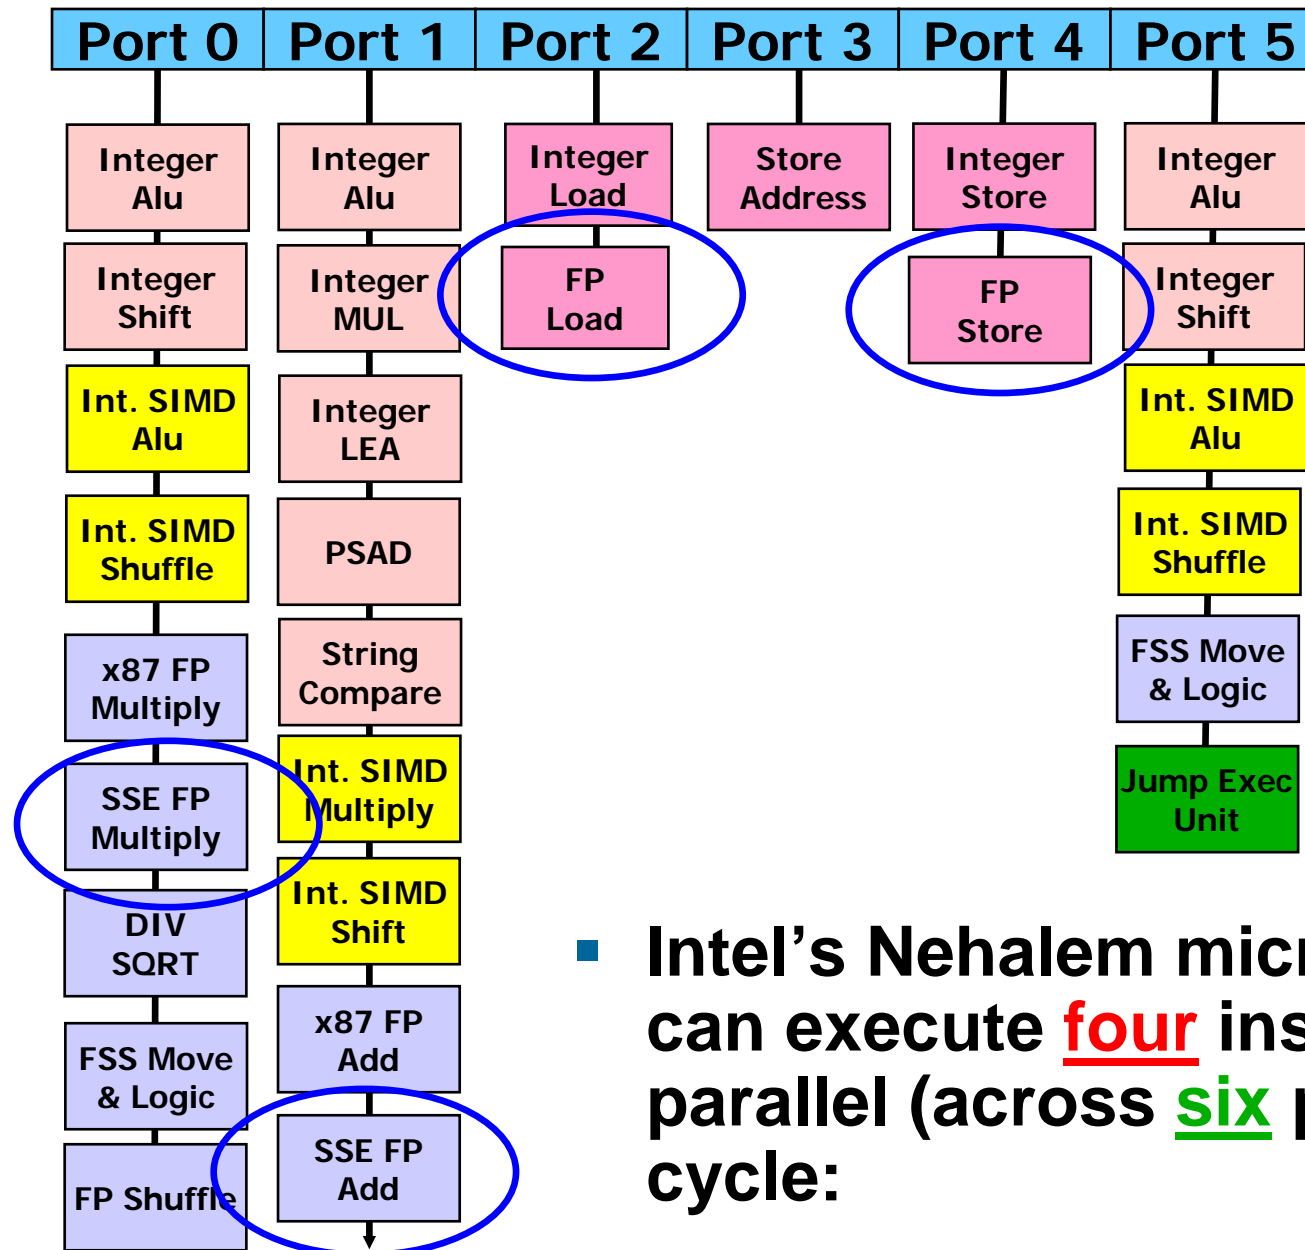 Port 0 Port 1 Port 2 Port 3 Port 4 Port 5
Integer
Alu
Integer
Shift
Int. SIMD
Alu
Int. SIMD
Shuffle
x87 FP
Multiply
SSE FP
Multiply
DIV
SQRT
FSS Move
& Logic
FP Shuffle
Integer
Alu
Integer
MUL
Integer
LEA
PSAD
String
Compare
Int. SIMD
Multiply
Int. SIMD
Shift
x87 FP
Add
SSE FP
Add
Integer
Load
FP
Load
Store
Address
Integer
Store
FP
Store
Integer
Alu
Integer
Shift
Int. SIMD
Alu
Int. SIMD
Shuffle
FSS Move
& Logic
Jump Exec
Unit
Intel’s Nehalem
can execute four
parallel (across six
cycle: